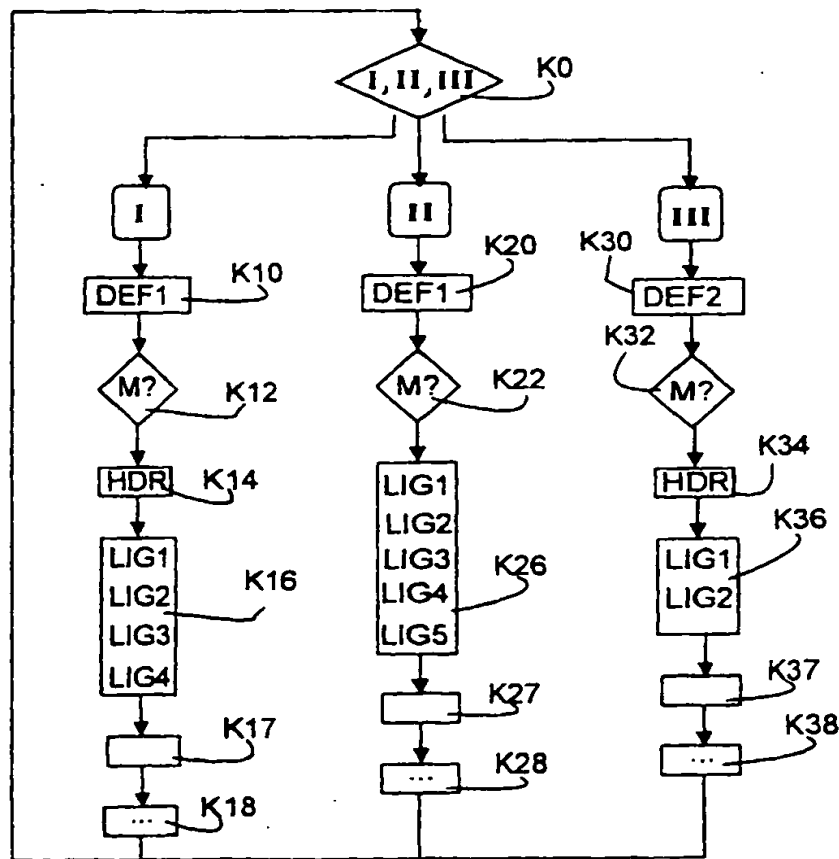 I, II, III K0
I
II
III
K10
DEF1
K20
DEF1
K30
DEF2
M?
K12
M?
K22
K32
M?
HDR
K14
K34
HDR
LIG1
LIG2
LIG3
LIG4
K16
LIG1
LIG2
LIG3
LIG4
LIG5
K26
LIG1
LIG2
K36
K17
K27
K37
...
K18
...
K28
...
K38